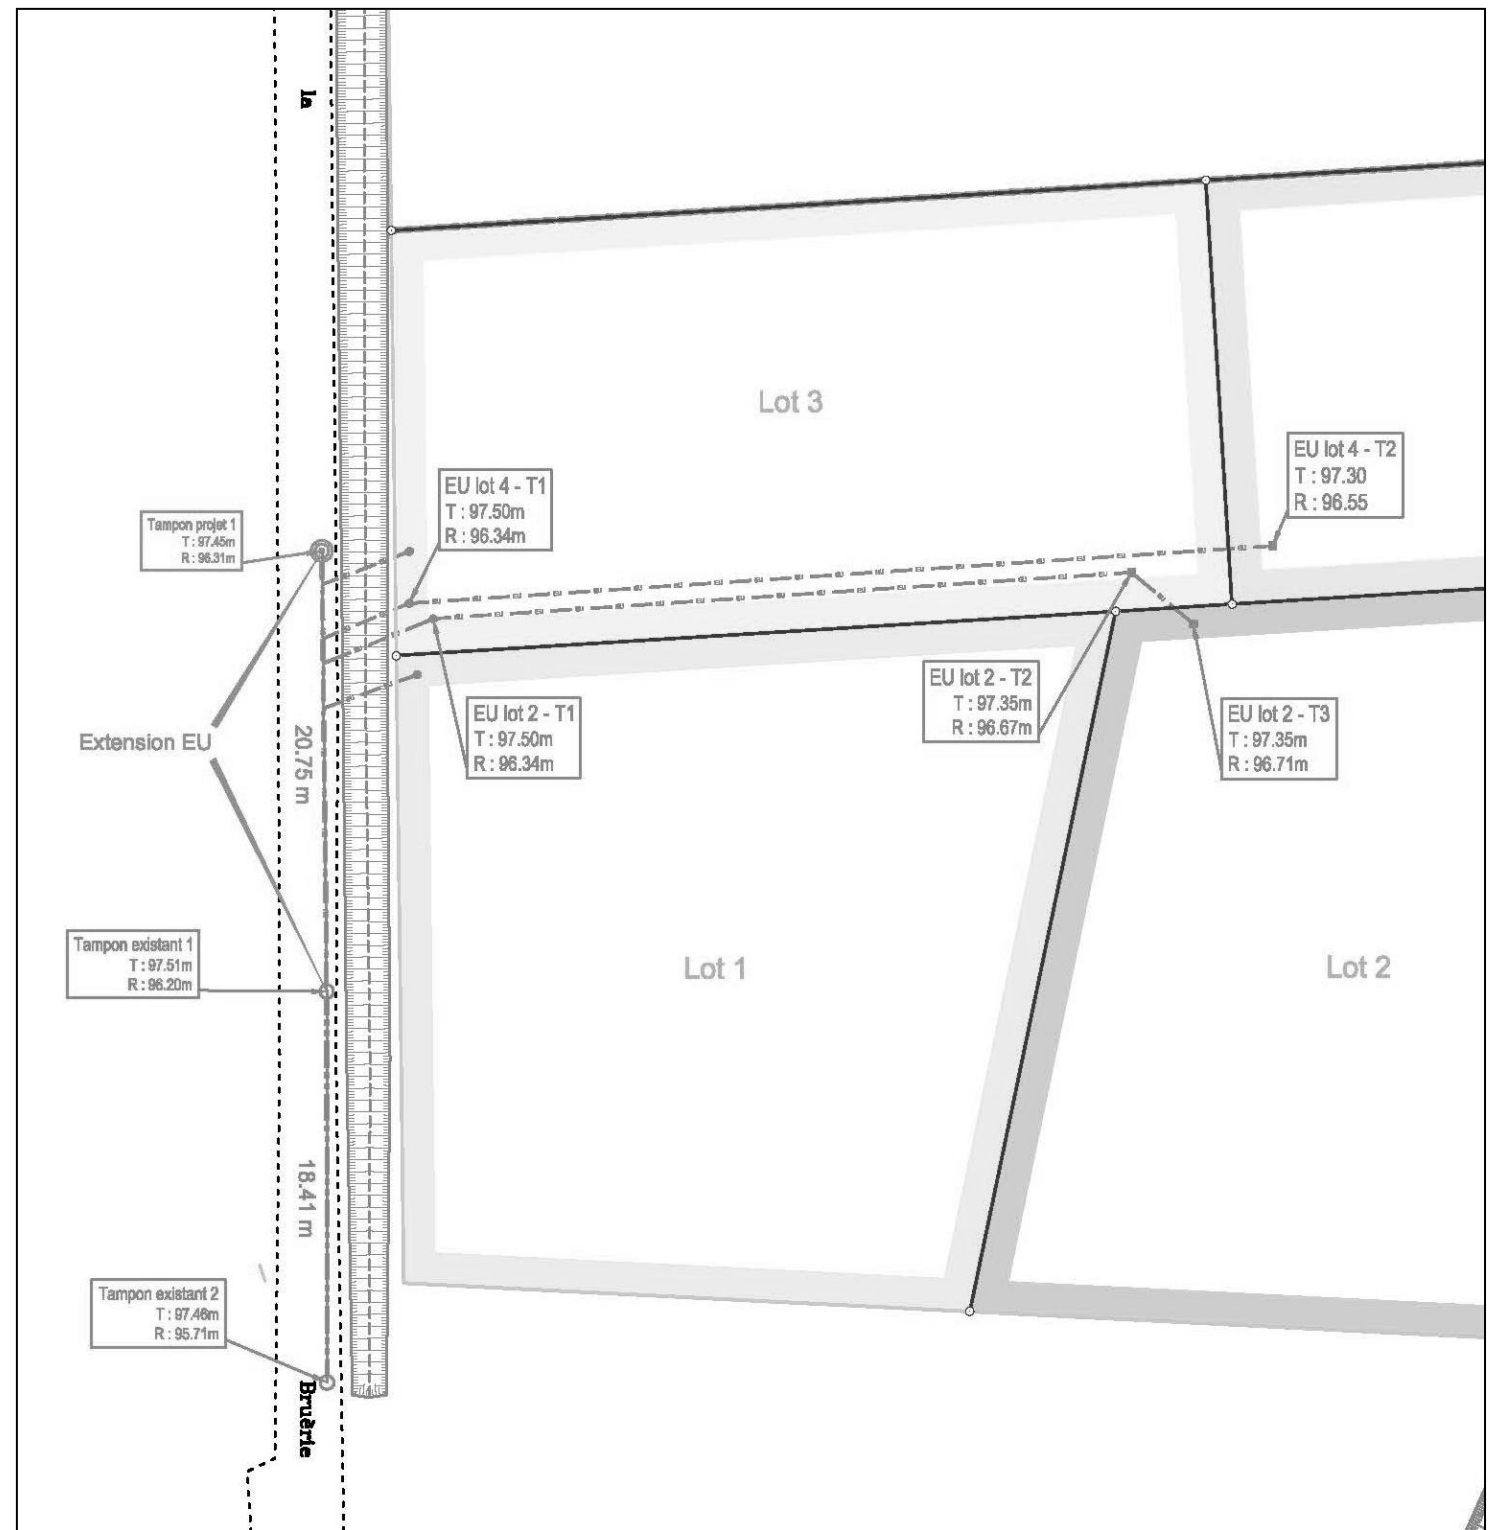 la
Lot 3
EU lot 4 - T2
T : 97.30
R : 96.55
EU lot 4 - T1
T : 97.50m
R : 96.34m
Tampon projet 1
T : 97.45m
R : 96.31m
EU lot 2 - T2
T : 97.35m
R : 96.67m
EU lot 2 - T1
T : 97.50m
R : 96.34m
EU lot 2 - T3
T : 97.35m
R : 96.71m
Extension EU
20.75 m
Tampon existant 1
T : 97.51m
R : 96.20m
Lot 1
Lot 2
18.41 m
Tampon existant 2
T : 97.46m
R : 95.71m
Bruèrie